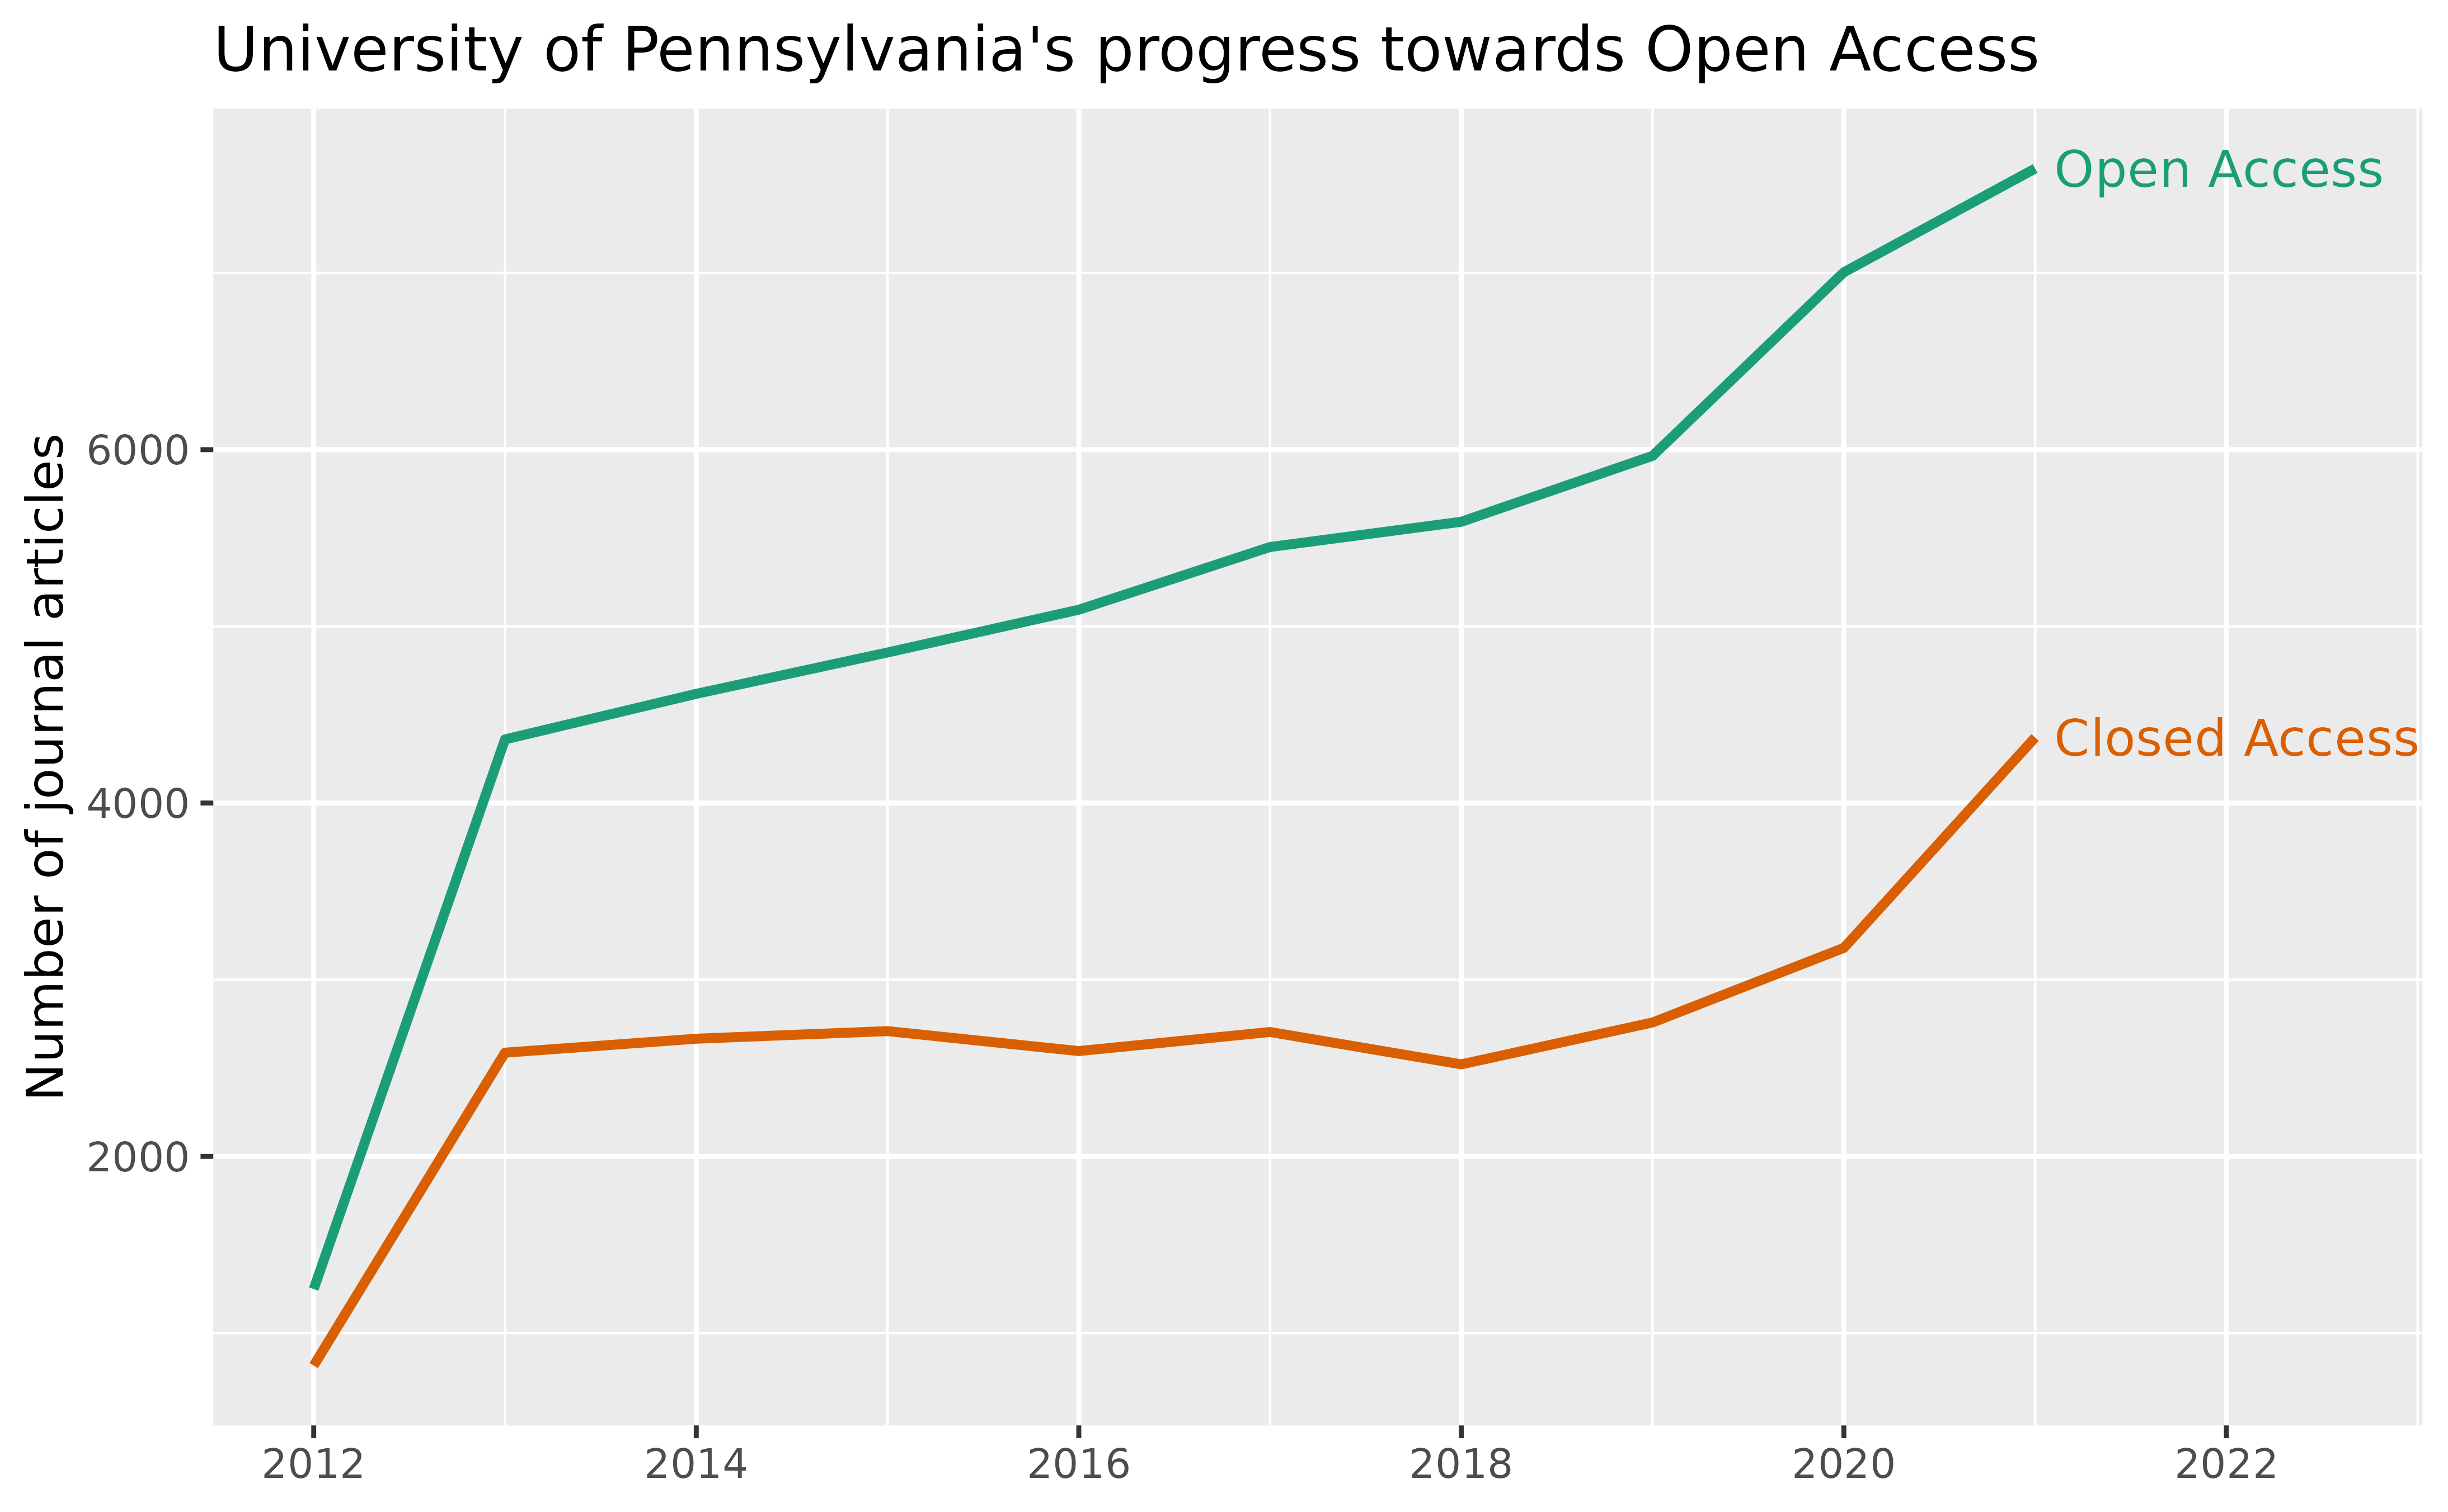 University of Pennsylvania's progress towards Open Access
Number of journal articles
6000
4000
2000
Open Access
Closed Access
2012
2014
2016
2018
2020
2022